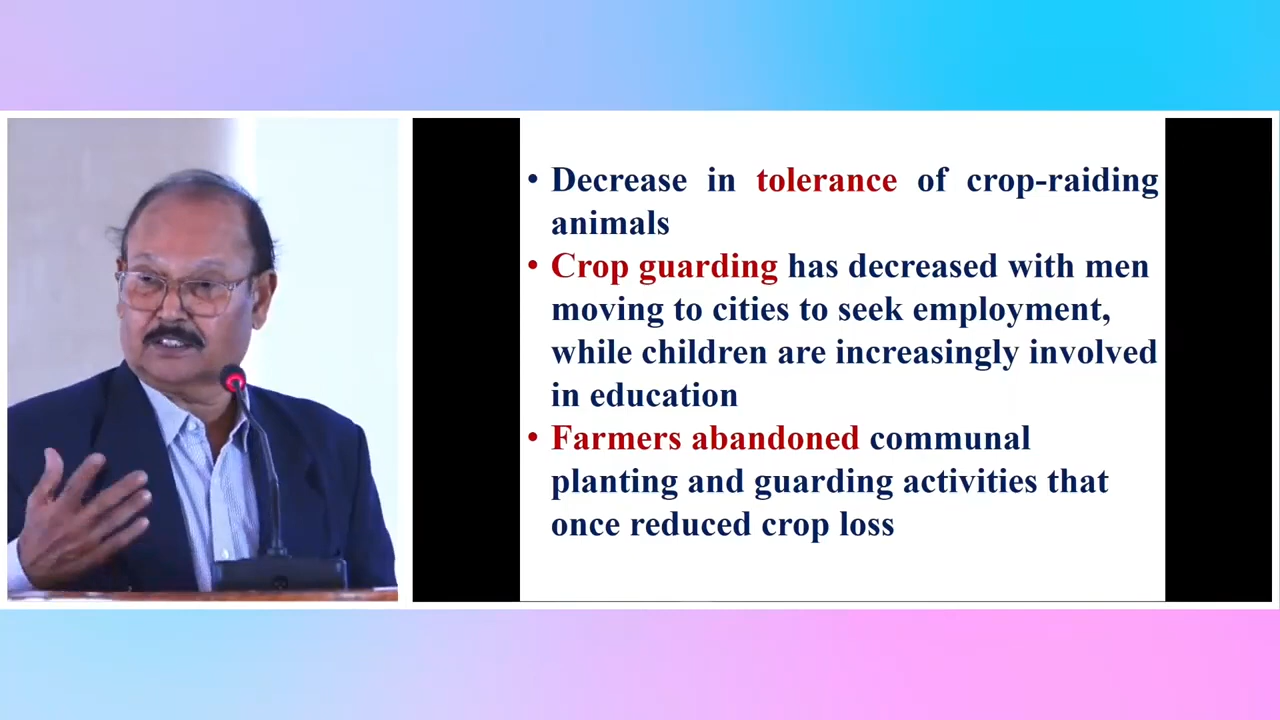 • Decrease in tolerance of crop-raiding
animals
• Crop guarding has decreased with men
moving to cities to seek employment,
while children are increasingly involved
in education
• Farmers abandoned communal
planting and guarding activities that
once reduced crop loss